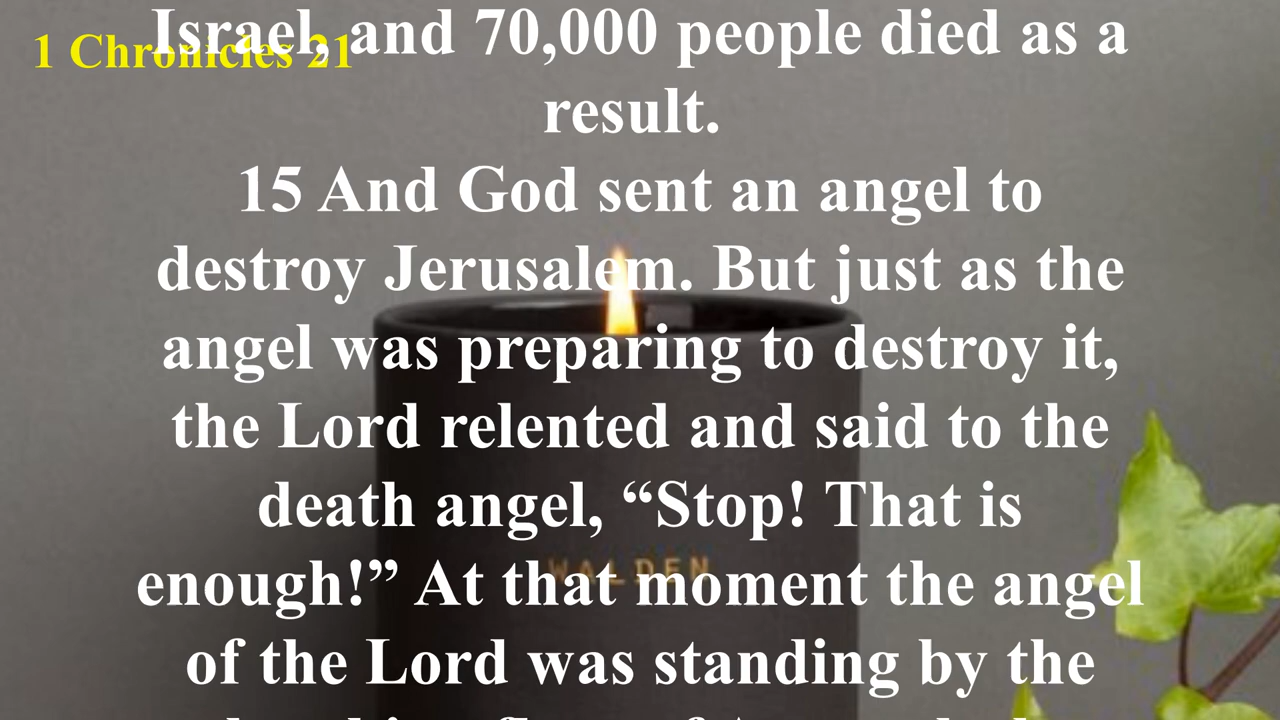 1 Chronicles 21
Israel, and 70,000 people died as a
result.
15 And God sent an angel to
destroy Jerusalem. But just as the
angel was preparing to destroy it,
the Lord relented and said to the
death angel, “Stop! That is
enough!” At that moment the angel
of the Lord was standing by the
WALDEN